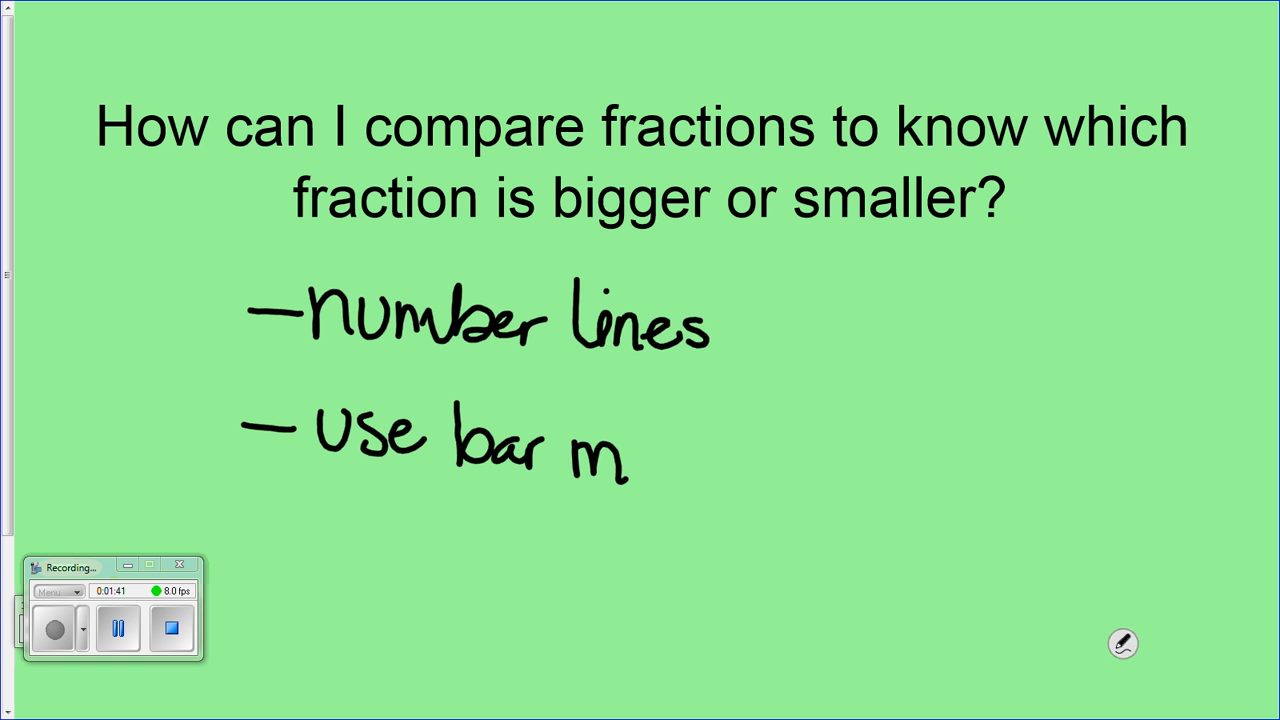 How can I compare fractions to know which
fraction is bigger or smaller?
– number lines
– use bar m
Recording...
Menu
0:01:41
8.0 fps